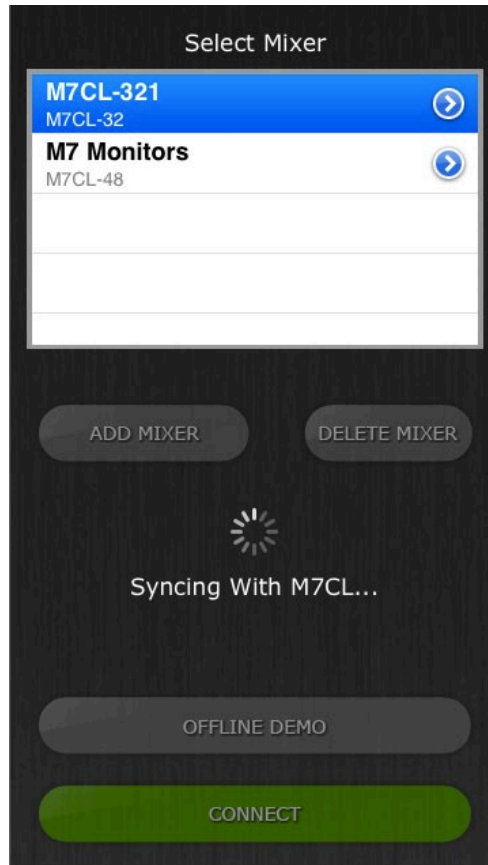 Select Mixer
M7CL-321
M7CL-32
M7 Monitors
M7CL-48
ADD MIXER DELETE MIXER
Syncing With M7CL...
OFFLINE DEMO
CONNECT